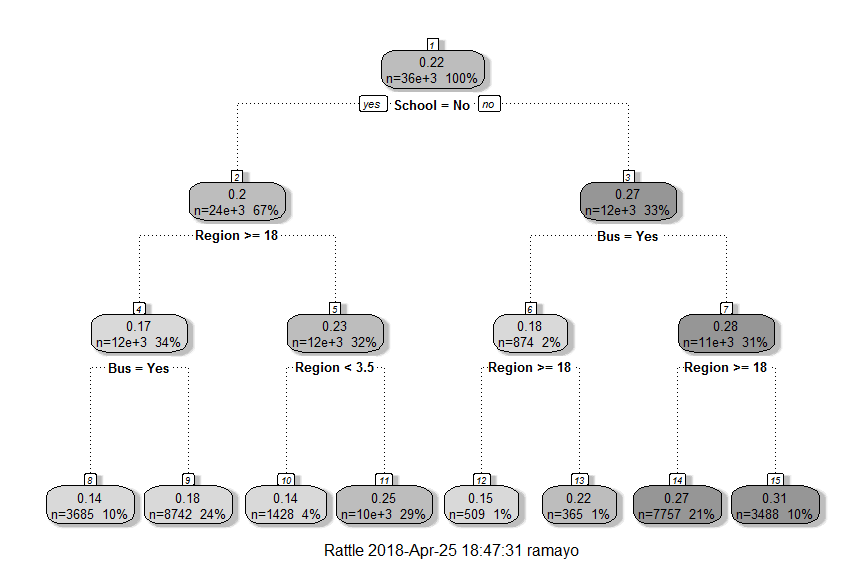 1
0.22
n=36e+3 100%
yes School = No no
2 3
0.2 0.27
n=24e+3 67% n=12e+3 33%
Region >= 18 Bus = Yes
4 5 6 7
0.17 0.23 0.18 0.28
n=12e+3 34% n=12e+3 32% n=874 2% n=11e+3 31%
Bus = Yes Region < 3.5 Region >= 18 Region >= 18
8 9 10 11 12 13 14 15
0.14 0.18 0.14 0.25 0.15 0.22 0.27 0.31
n=3685 10% n=8742 24% n=1428 4% n=10e+3 29% n=509 1% n=365 1% n=7757 21% n=3488 10%
Rattle 2018-Apr-25 18:47:31 ramayo